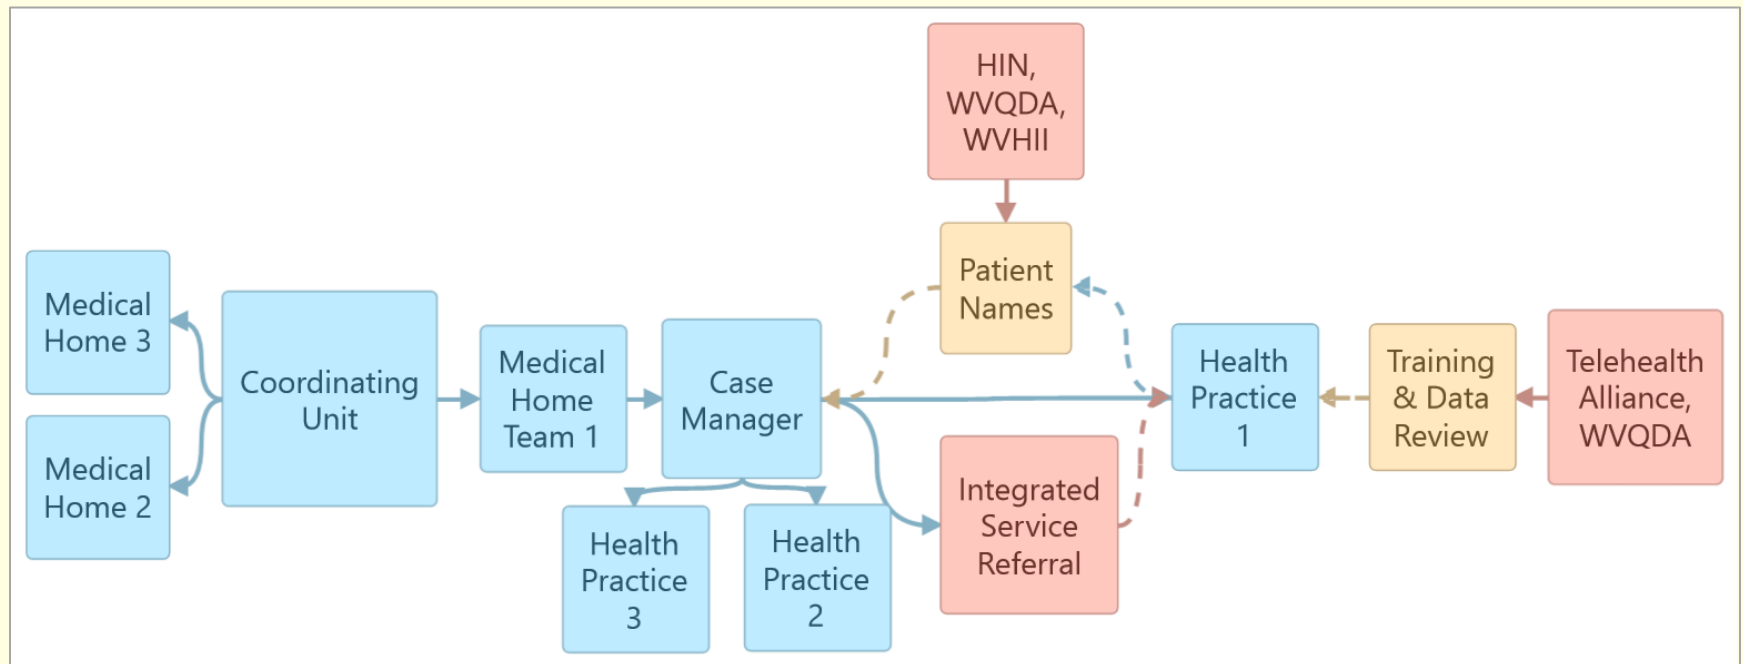 HIN,
WVQDA,
WVHII
Patient
Names
Medical
Home 3
Coordinating
Unit
Medical
Home 2
Medical
Home
Team 1
Case
Manager
Health
Practice
3
Health
Practice
2
Integrated
Service
Referral
Health
Practice
1
Training
& Data
Review
Telehealth
Alliance,
WVQDA